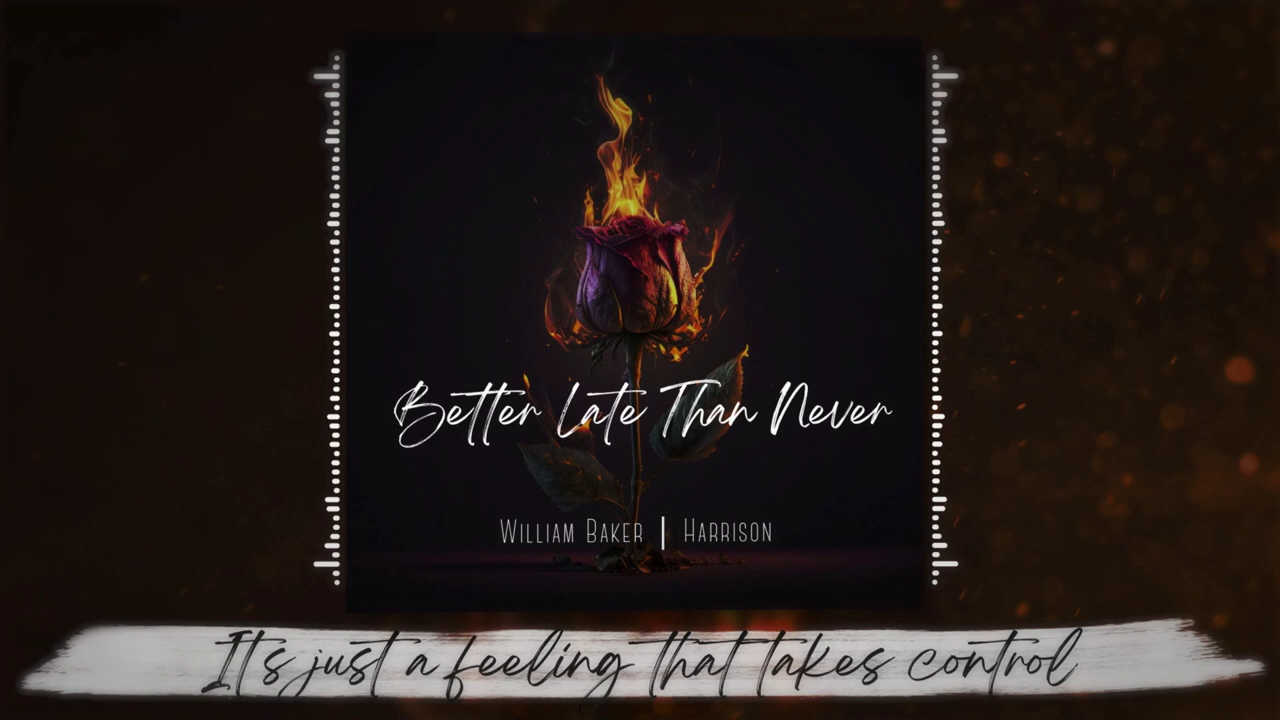 Better Late Than Never
William Baker | Harrison
It's just a feeling that takes control